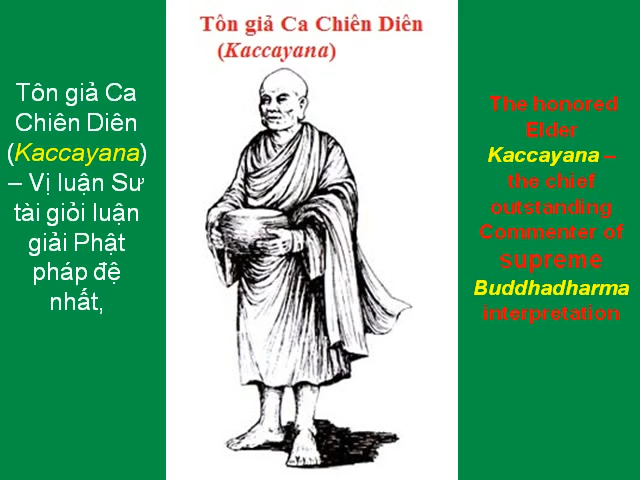 Tôn giả Ca Chiên Diên
(Kaccayana)
Tôn giả Ca
Chiên Diên
(Kaccayana)
– Vị luận Sư
tài giỏi luận
giải Phật
pháp đệ
nhất,
The honored
Elder
Kaccayana –
the chief
outstanding
Commenter of
supreme
Buddhadharma
interpretation